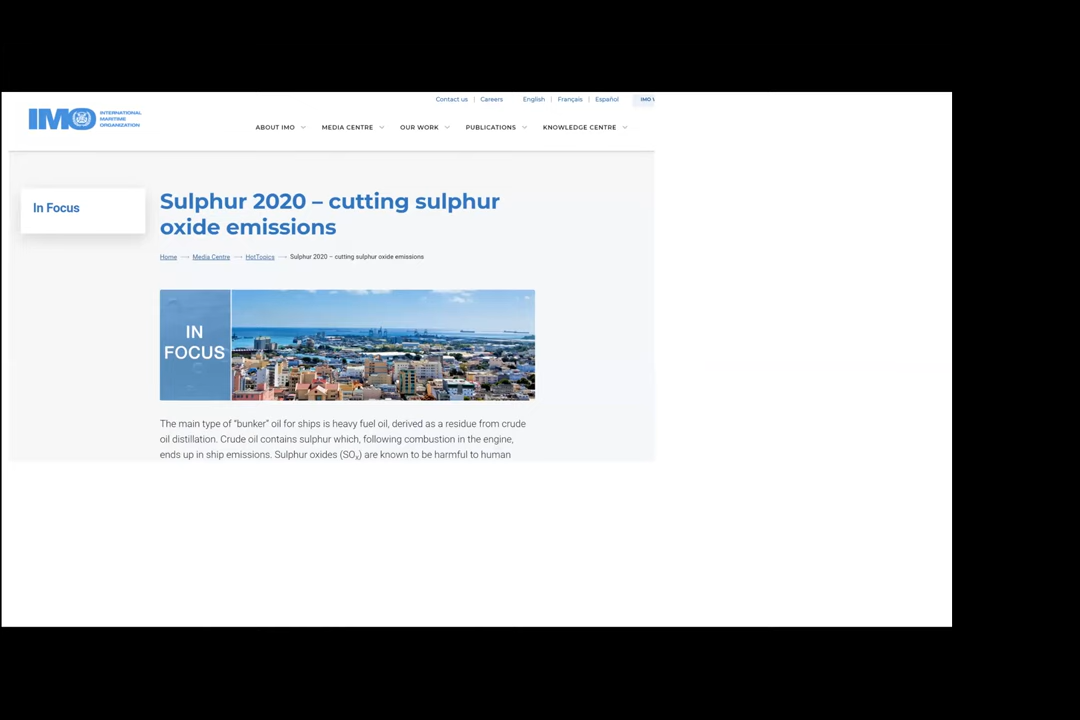 Contact us | Careers English | Français | Español IMO
IMO INTERNATIONAL
MARITIME
ORGANIZATION
ABOUT IMO MEDIA CENTRE OUR WORK PUBLICATIONS KNOWLEDGE CENTRE
In Focus
Sulphur 2020 – cutting sulphur
oxide emissions
Home → Media Centre → HotTopics → Sulphur 2020 – cutting sulphur oxide emissions
IN
FOCUS
The main type of “bunker” oil for ships is heavy fuel oil, derived as a residue from crude
oil distillation. Crude oil contains sulphur which, following combustion in the engine,
ends up in ship emissions. Sulphur oxides (SOx) are known to be harmful to human